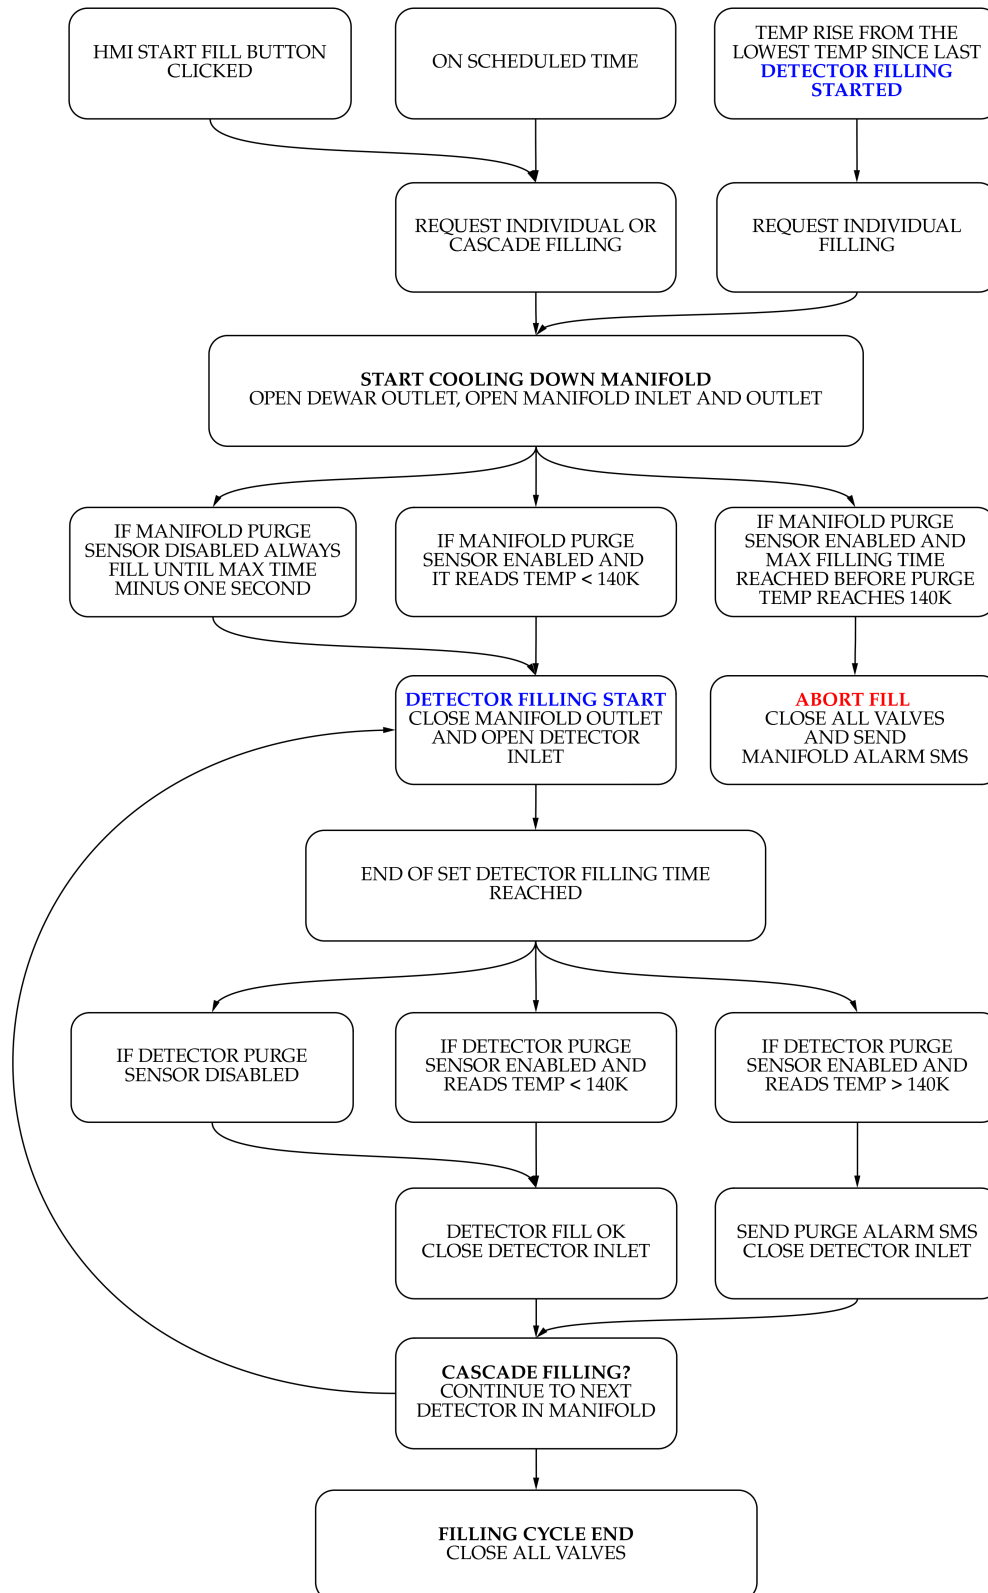 HMI START FILL BUTTON
CLICKED
ON SCHEDULED TIME
TEMP RISE FROM THE
LOWEST TEMP SINCE LAST
DETECTOR FILLING
STARTED
REQUEST INDIVIDUAL OR
CASCADE FILLING
REQUEST INDIVIDUAL
FILLING
START COOLING DOWN MANIFOLD
OPEN DEWAR OUTLET, OPEN MANIFOLD INLET AND OUTLET
IF MANIFOLD PURGE
SENSOR DISABLED ALWAYS
FILL UNTIL MAX TIME
MINUS ONE SECOND
IF MANIFOLD PURGE
SENSOR ENABLED AND
IT READS TEMP < 140K
IF MANIFOLD PURGE
SENSOR ENABLED AND
MAX FILLING TIME
REACHED BEFORE PURGE
TEMP REACHES 140K
DETECTOR FILLING START
CLOSE MANIFOLD OUTLET
AND OPEN DETECTOR
INLET
ABORT FILL
CLOSE ALL VALVES
AND SEND
MANIFOLD ALARM SMS
END OF SET DETECTOR FILLING TIME
REACHED
IF DETECTOR PURGE
SENSOR DISABLED
IF DETECTOR PURGE
SENSOR ENABLED AND
READS TEMP < 140K
IF DETECTOR PURGE
SENSOR ENABLED AND
READS TEMP > 140K
DETECTOR FILL OK
CLOSE DETECTOR INLET
SEND PURGE ALARM SMS
CLOSE DETECTOR INLET
CASCADE FILLING?
CONTINUE TO NEXT
DETECTOR IN MANIFOLD
FILLING CYCLE END
CLOSE ALL VALVES